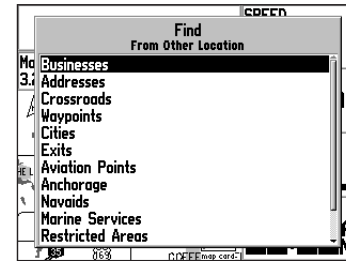 SPEED
Find
From Other Location
Businesses
Addresses
Crossroads
Waypoints
Cities
Exits
Aviation Points
Anchorage
Navaids
Marine Services
Restricted Areas
map card-